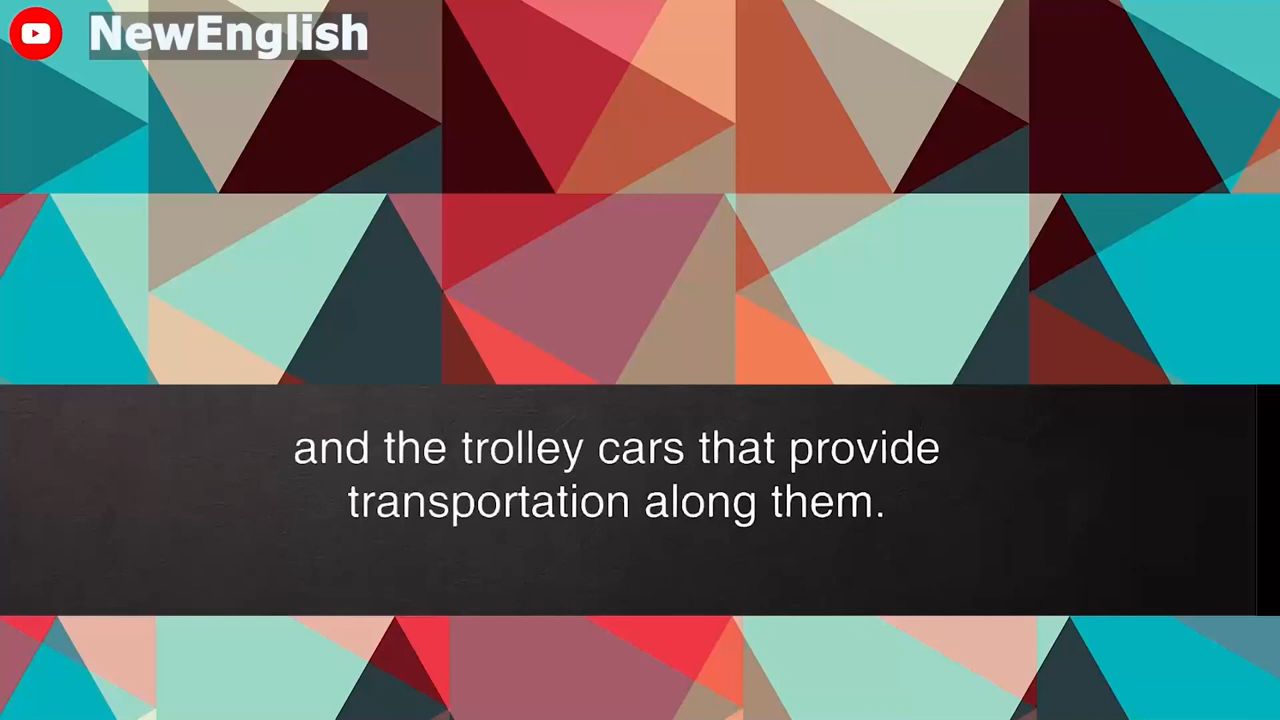 NewEnglish
and the trolley cars that provide
transportation along them.